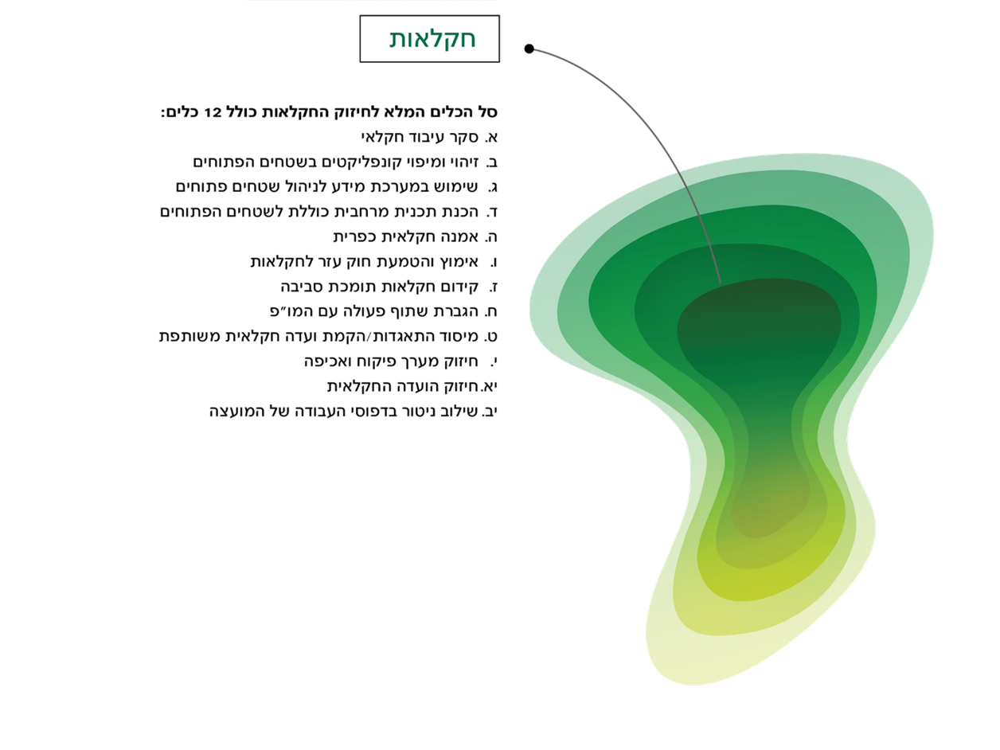 חקלאות
סל הכלים המלא לחיזוק החקלאות כולל 12 כלים:
א. סקר עיבוד חקלאי
ב. זיהוי ומיפוי קונפליקטים בשטחים הפתוחים
ג. שימוש במערכת מידע לניהול שטחים פתוחים
ד. הכנת תכנית מרחבית כוללת לשטחים הפתוחים
ה. אמנה חקלאית כפרית
ו. אימוץ והטמעת חוק עזר לחקלאות
ז. קידום חקלאות תומכת סביבה
ח. הגברת שתוף פעולה עם המו״פ
ט. מיסוד התאגדות/הקמת ועדה חקלאית משותפת
י. חיזוק מערך פיקוח ואכיפה
יא.חיזוק הועדה החקלאית
יב.שילוב ניטור בדפוסי העבודה של המועצה